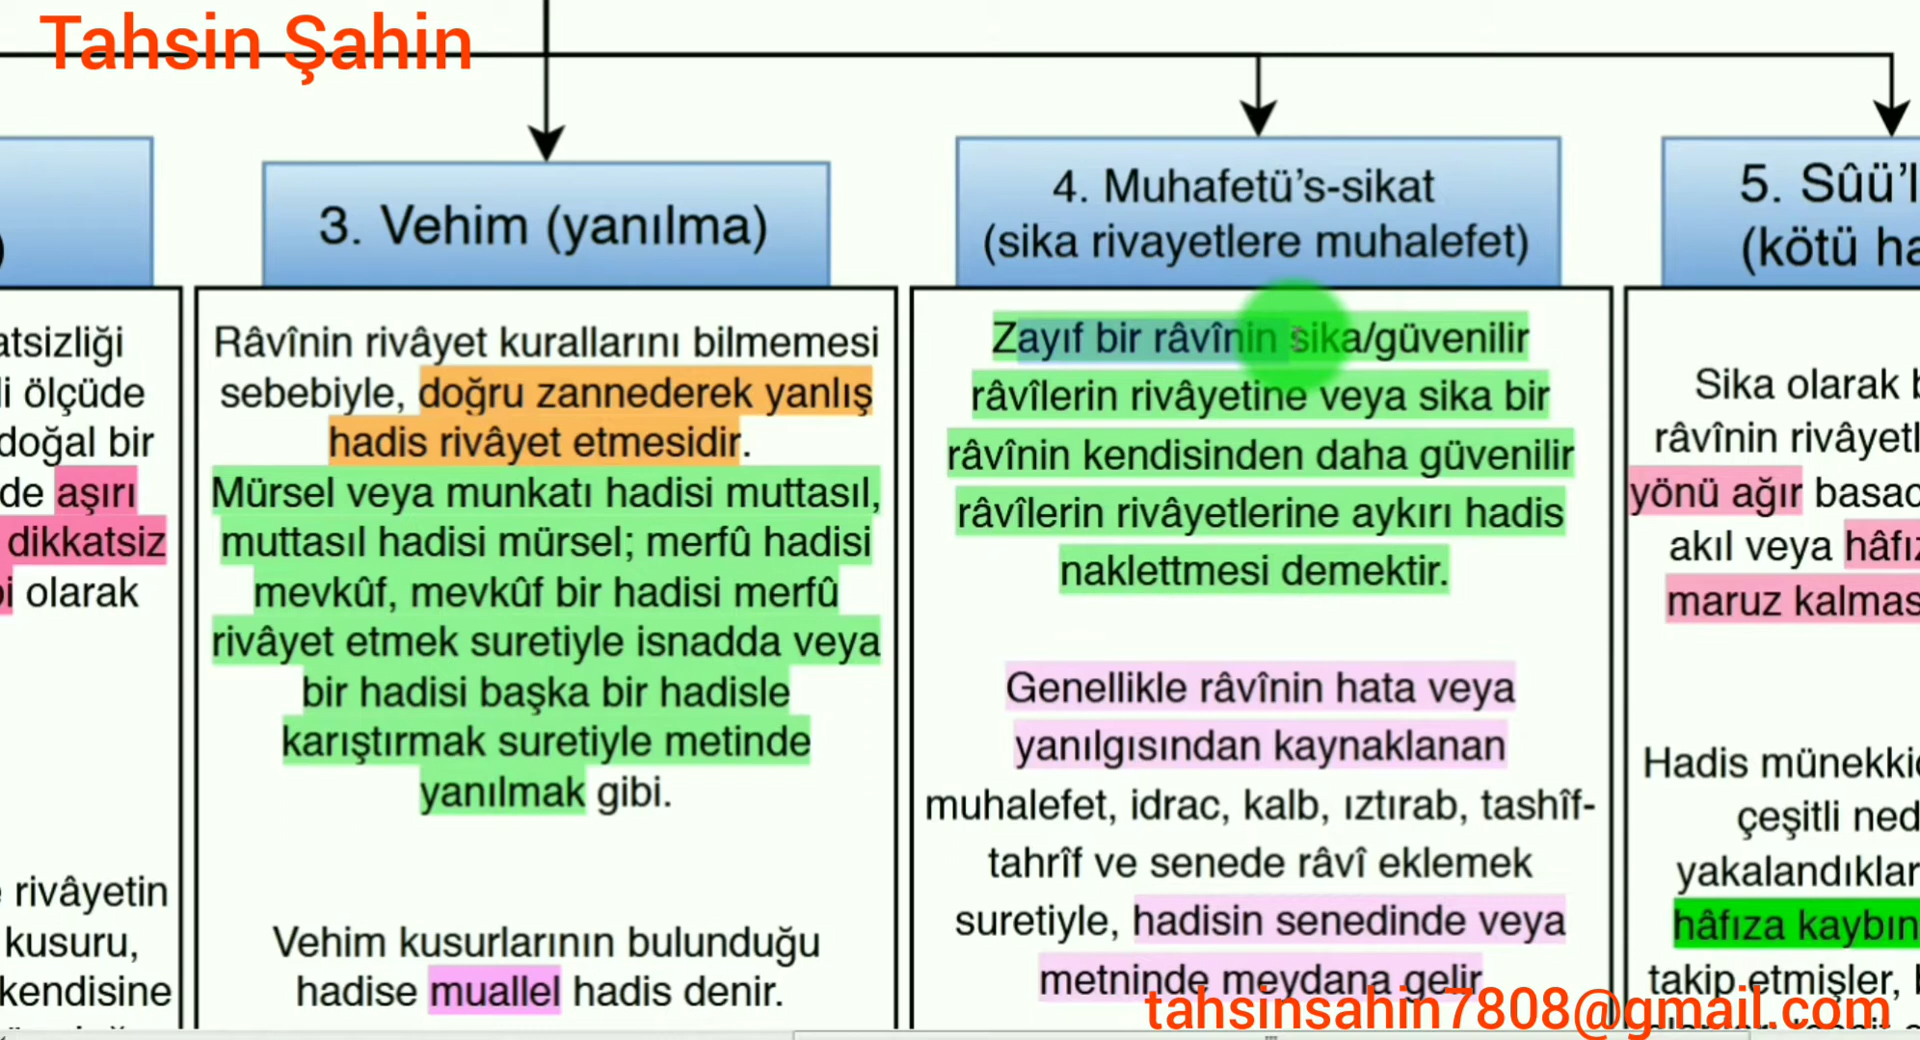 Tahsin Şahin
3. Vehim (yanılma)
4. Muhafetü's-sikat
(sika rivayetlere muhalefet)
5. Sûü'l
(kötü ha
atsizliği
li ölçüde
doğal bir
de aşırı
dikkatsiz
olarak
rivâyetin
kusuru,
kendisine
Râvînin rivâyet kurallarını bilmemesi
sebebiyle, doğru zannederek yanlış
hadis rivâyet etmesidir.
Mürsel veya munkatı hadisi muttasıl,
muttasıl hadisi mürsel; merfû hadisi
mevkûf, mevkûf bir hadisi merfû
rivâyet etmek suretiyle isnadda veya
bir hadisi başka bir hadisle
karıştırmak suretiyle metinde
yanılmak gibi.
Vehim kusurlarının bulunduğu
hadise muallel hadis denir.
Zayıf bir râvînin sika/güvenilir
râvîlerin rivâyetine veya sika bir
râvînin kendisinden daha güvenilir
râvîlerin rivâyetlerine aykırı hadis
naklettmesi demektir.
Genellikle râvînin hata veya
yanılgısından kaynaklanan
muhalefet, idrac, kalb, ıztırab, tashîf-
tahrîf ve senede râvî eklemek
suretiyle, hadisin senedinde veya
metninde meydana gelir
Sika olarak b
râvînin rivâyetl
yönü ağır basac
akıl veya hâfız
maruz kalmas
Hadis münekkid
çeşitli ned
yakalandıklar
hâfıza kaybın
takip etmişler, b
tahsinsahin7808@gmail.com